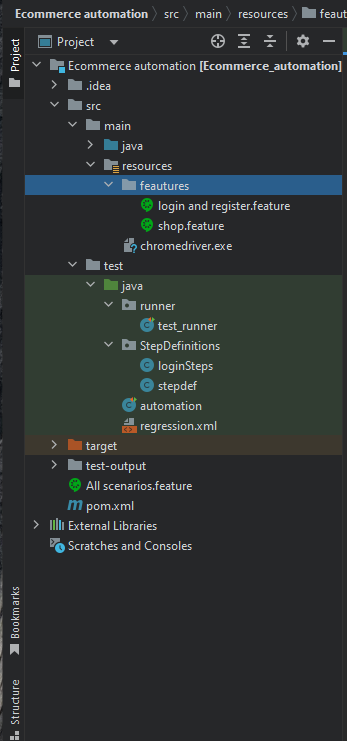 Ecommerce automation > src > main > resources > feaut
Project
Project
Ecommerce automation [Ecommerce_automation]
.idea
src
main
java
resources
feautures
login and register.feature
shop.feature
chromedriver.exe
test
java
runner
test_runner
StepDefinitions
loginSteps
stepdef
automation
regression.xml
target
test-output
All scenarios.feature
pom.xml
External Libraries
Scratches and Consoles
Bookmarks
Structure